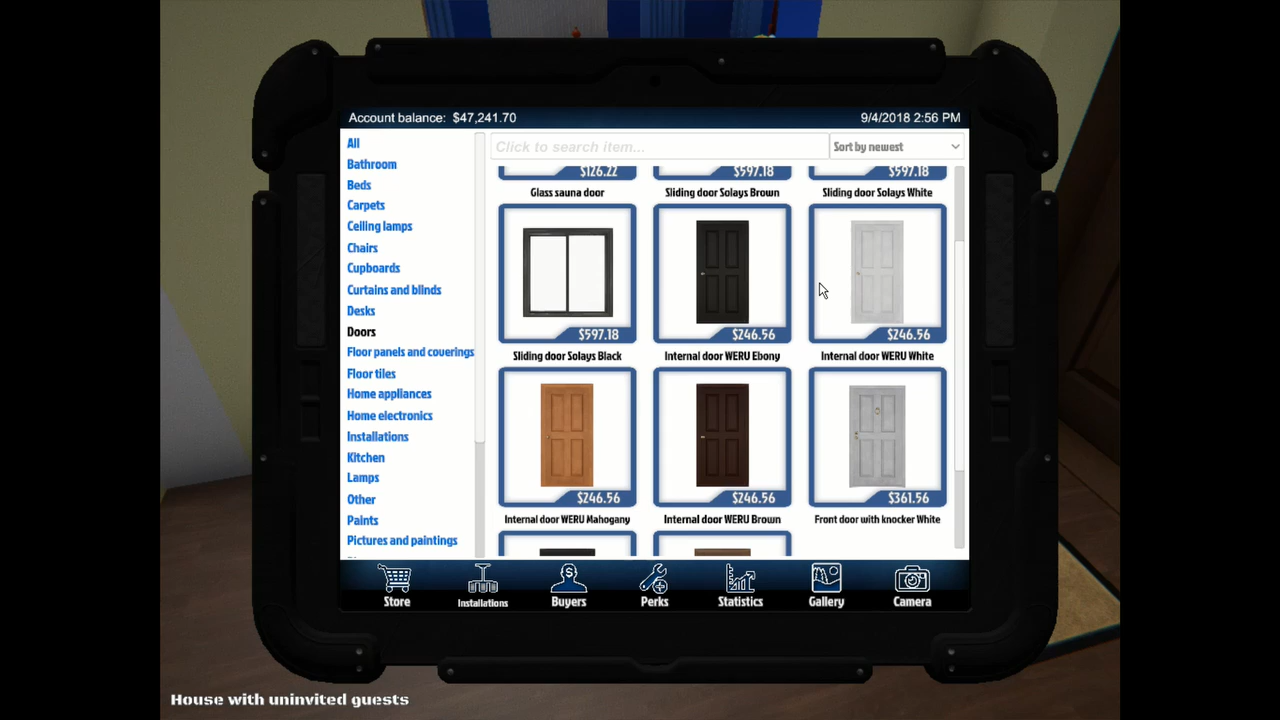 Account balance: $47,241.70
9/4/2018 2:56 PM
All
Bathroom
Beds
Carpets
Ceiling lamps
Chairs
Cupboards
Curtains and blinds
Desks
Doors
Floor panels and coverings
Floor tiles
Home appliances
Home electronics
Installations
Kitchen
Lamps
Other
Paints
Pictures and paintings
Click to search item...
Sort by newest
$126.22 $597.18 $597.18
Glass sauna door Sliding door Solays Brown Sliding door Solays White
$597.18 $246.56 $246.56
Sliding door Solays Black Internal door WERU Ebony Internal door WERU White
$246.56 $246.56 $361.56
Internal door WERU Mahogany Internal door WERU Brown Front door with knocker White
Store Installations Buyers Perks Statistics Gallery Camera
House with uninvited guests